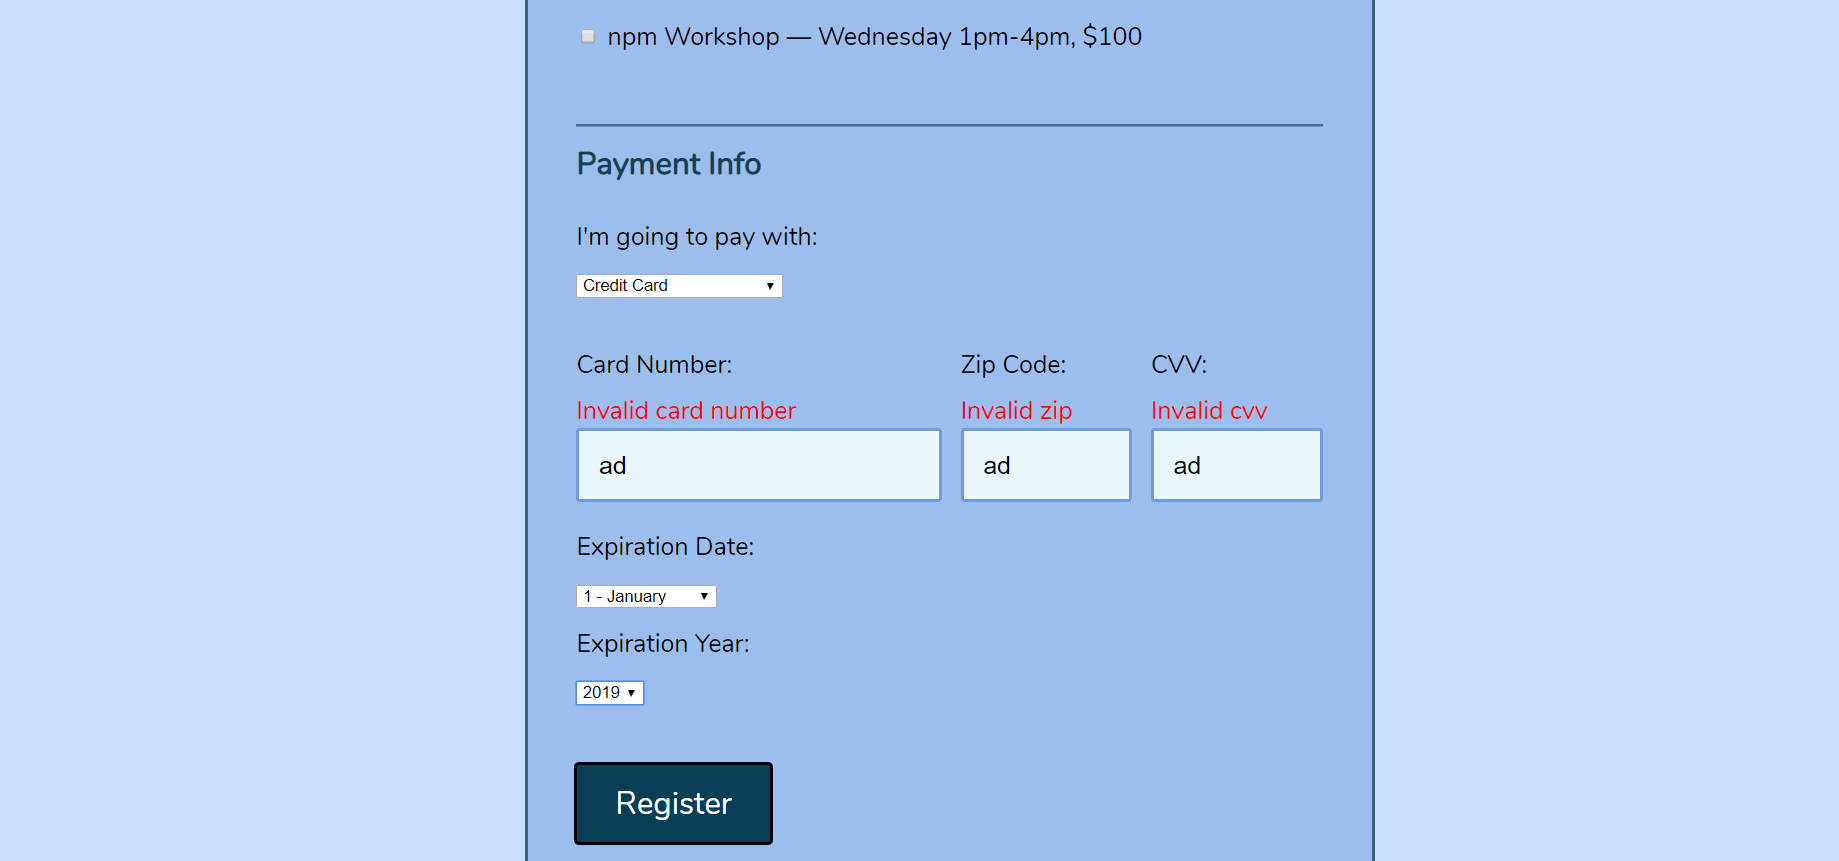 npm Workshop — Wednesday 1pm-4pm, $100
Payment Info
I'm going to pay with:
Credit Card
Card Number:
Zip Code:
CVV:
Invalid card number
Invalid zip
Invalid cvv
ad
ad
ad
Expiration Date:
1 - January
Expiration Year:
2019
Register